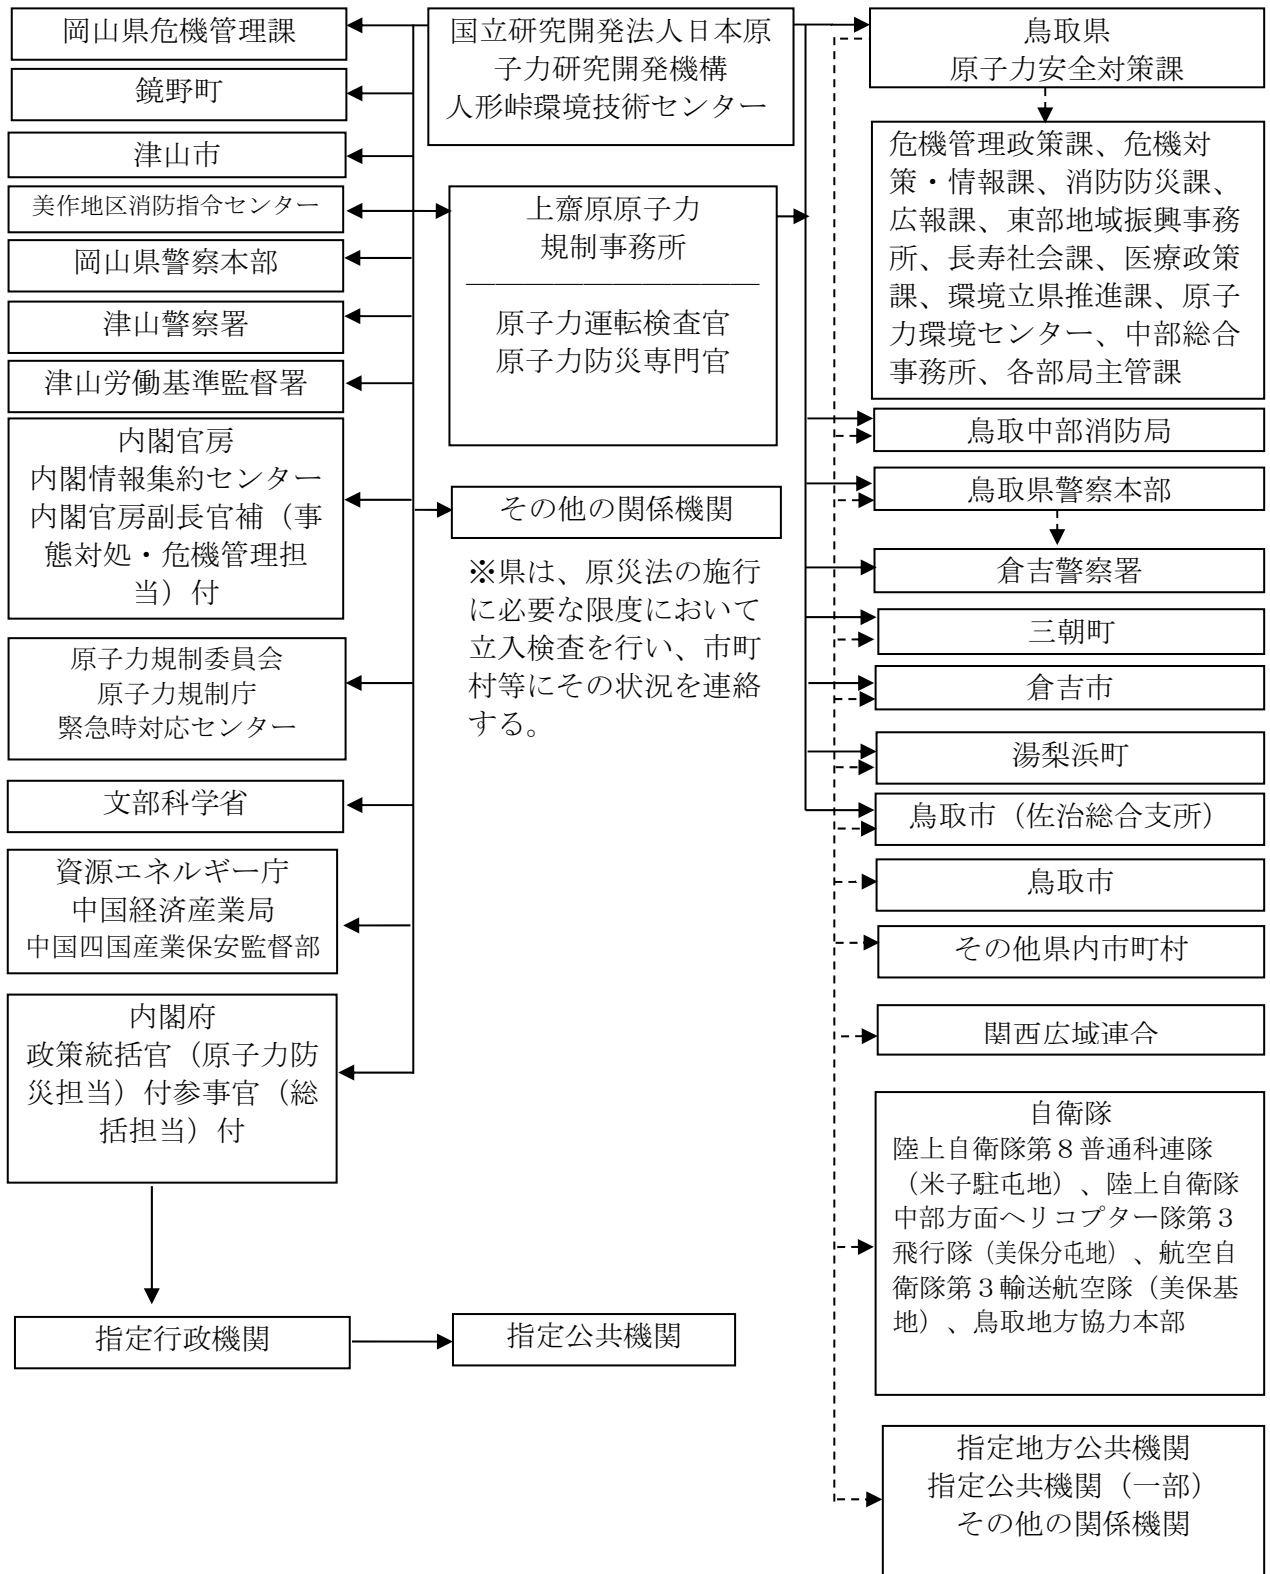 岡山県危機管理課
鏡野町
津山市
美作地区消防指令センター
岡山県警察本部
津山警察署
津山労働基準監督署
内閣官房
内閣情報集約センター
内閣官房副長官補（事
態対処・危機管理担
当）付
原子力規制委員会
原子力規制庁
緊急時対応センター
文部科学省
資源エネルギー庁
中国経済産業局
中国四国産業保安監督部
内閣府
政策統括官（原子力防
災担当）付参事官（総
括担当）付
指定行政機関
国立研究開発法人日本原
子力研究開発機構
人形峠環境技術センター
上齋原原子力
規制事務所
原子力運転検査官
原子力防災専門官
その他の関係機関
※県は、原災法の施行
に必要な限度において
立入検査を行い、市町
村等にその状況を連絡
する。
指定公共機関
鳥取県
原子力安全対策課
危機管理政策課、危機対
策・情報課、消防防災課、
広報課、東部地域振興事務
所、長寿社会課、医療政策
課、環境立県推進課、原子
力環境センター、中部総合
事務所、各部局主管課
鳥取中部消防局
鳥取県警察本部
倉吉警察署
三朝町
倉吉市
湯梨浜町
鳥取市（佐治総合支所）
鳥取市
その他県内市町村
関西広域連合
自衛隊
陸上自衛隊第８普通科連隊
（米子駐屯地）、陸上自衛隊
中部方面ヘリコプター隊第３
飛行隊（美保分屯地）、航空自
衛隊第３輸送航空隊（美保基
地）、鳥取地方協力本部
指定地方公共機関
指定公共機関（一部）
その他の関係機関